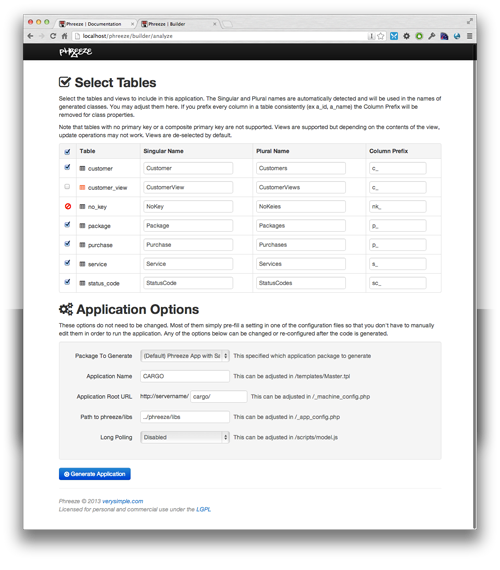 Phreeze | Documentation
Phreeze | Builder
localhost/phreeze/builder/analyze
PHREEZE
Select Tables
Select the tables and views to include in this application. The Singular and Plural names are automatically detected and will be used in the names
of generated classes. You may adjust them here. If you prefix every column in a table consistently (ex a_id, a_name) the Column Prefix will
be removed for class properties.
Note that tables with no primary key or a composite primary key are not supported. Views are supported but depending on the contents of the view,
update operations may not work. Views are de-selected by default.
Table Singular Name Plural Name Column Prefix
customer Customer Customers c_
customer_view CustomerView CustomerViews c_
no_key NoKey NoKeies nk_
package Package Packages p_
purchase Purchase Purchases p_
service Service Services s_
status_code StatusCode StatusCodes sc_
Application Options
These options do not need to be changed. Most of them simply pre-fill a setting in one of the configuration files so that you don't have to manually
edit them in order to run the application. Any of the options below can be changed or re-configured after the code is generated.
Package To Generate (Default) Phreeze App with Sa This specified which application package to generate
Application Name CARGO This can be adjusted in /templates/Master.tpl
Application Root URL http://servername/ cargo/ This can be adjusted in /_machine_config.php
Path to phreeze/libs ../phreeze/libs This can be adjusted in /_app_config.php
Long Polling Disabled This can be adjusted in /scripts/model.js
Generate Application
Phreeze © 2013 verysimple.com
Licensed for personal and commercial use under the LGPL